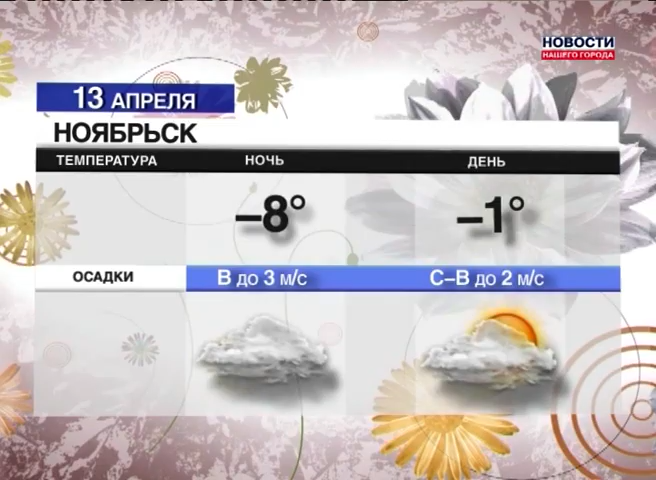 НОВОСТИ
НАШЕГО ГОРОДА
13 АПРЕЛЯ
НОЯБРЬСК
ТЕМПЕРАТУРА НОЧЬ ДЕНЬ
–8° –1°
ОСАДКИ В ДО 3 М/С С–В ДО 2 М/С